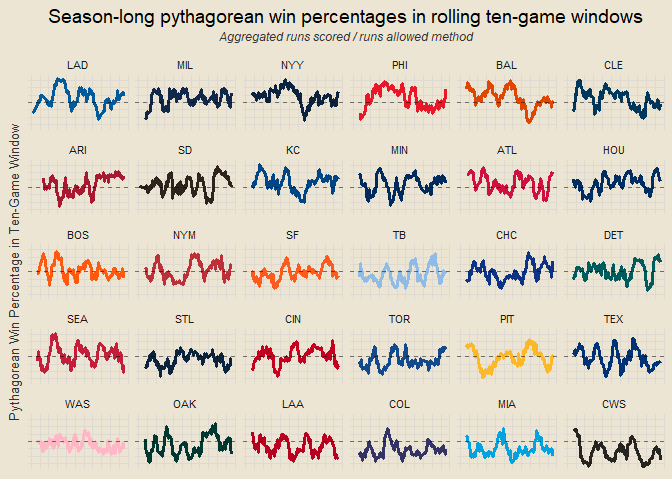 Season-long pythagorean win percentages in rolling ten-game windows
Aggregated runs scored / runs allowed method
LAD MIL NYY PHI BAL CLE
ARI SD KC MIN ATL HOU
BOS NYM SF TB CHC DET
SEA STL CIN TOR PIT TEX
WAS OAK LAA COL MIA CWS
Pythagorean Win Percentage in Ten-Game Window